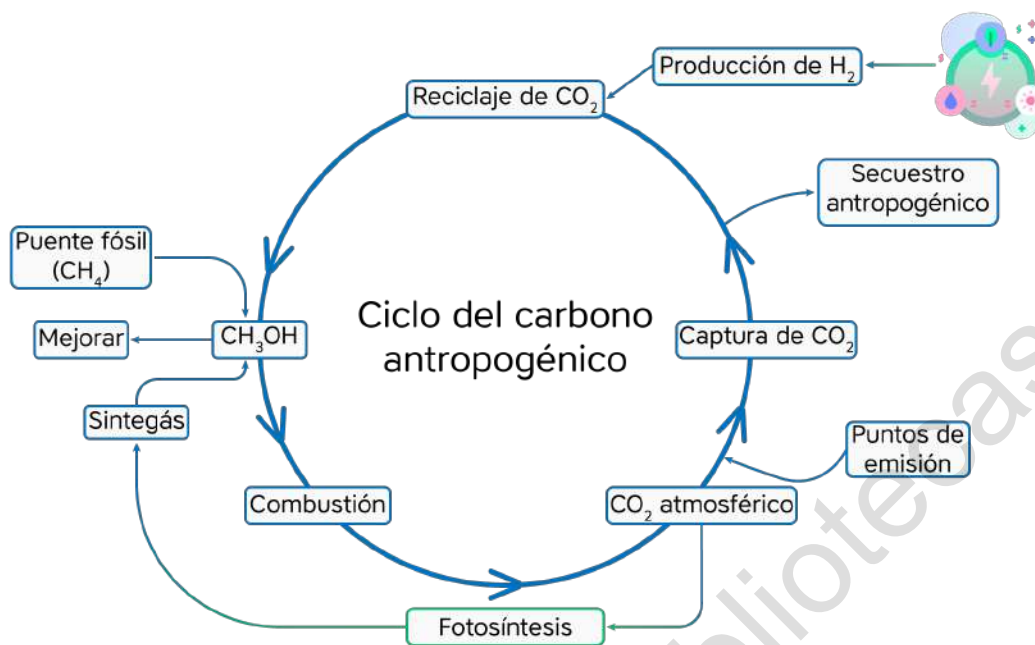 Producción de H₂
Reciclaje de CO₂
Secuestro
antropogénico
Puente fósil
(CH₄)
Ciclo del carbono
antropogénico
Mejorar
CH₃OH
Captura de CO₂
Sintegás
Puntos de
emisión
Combustión
CO₂ atmosférico
Fotosíntesis
bliotecas